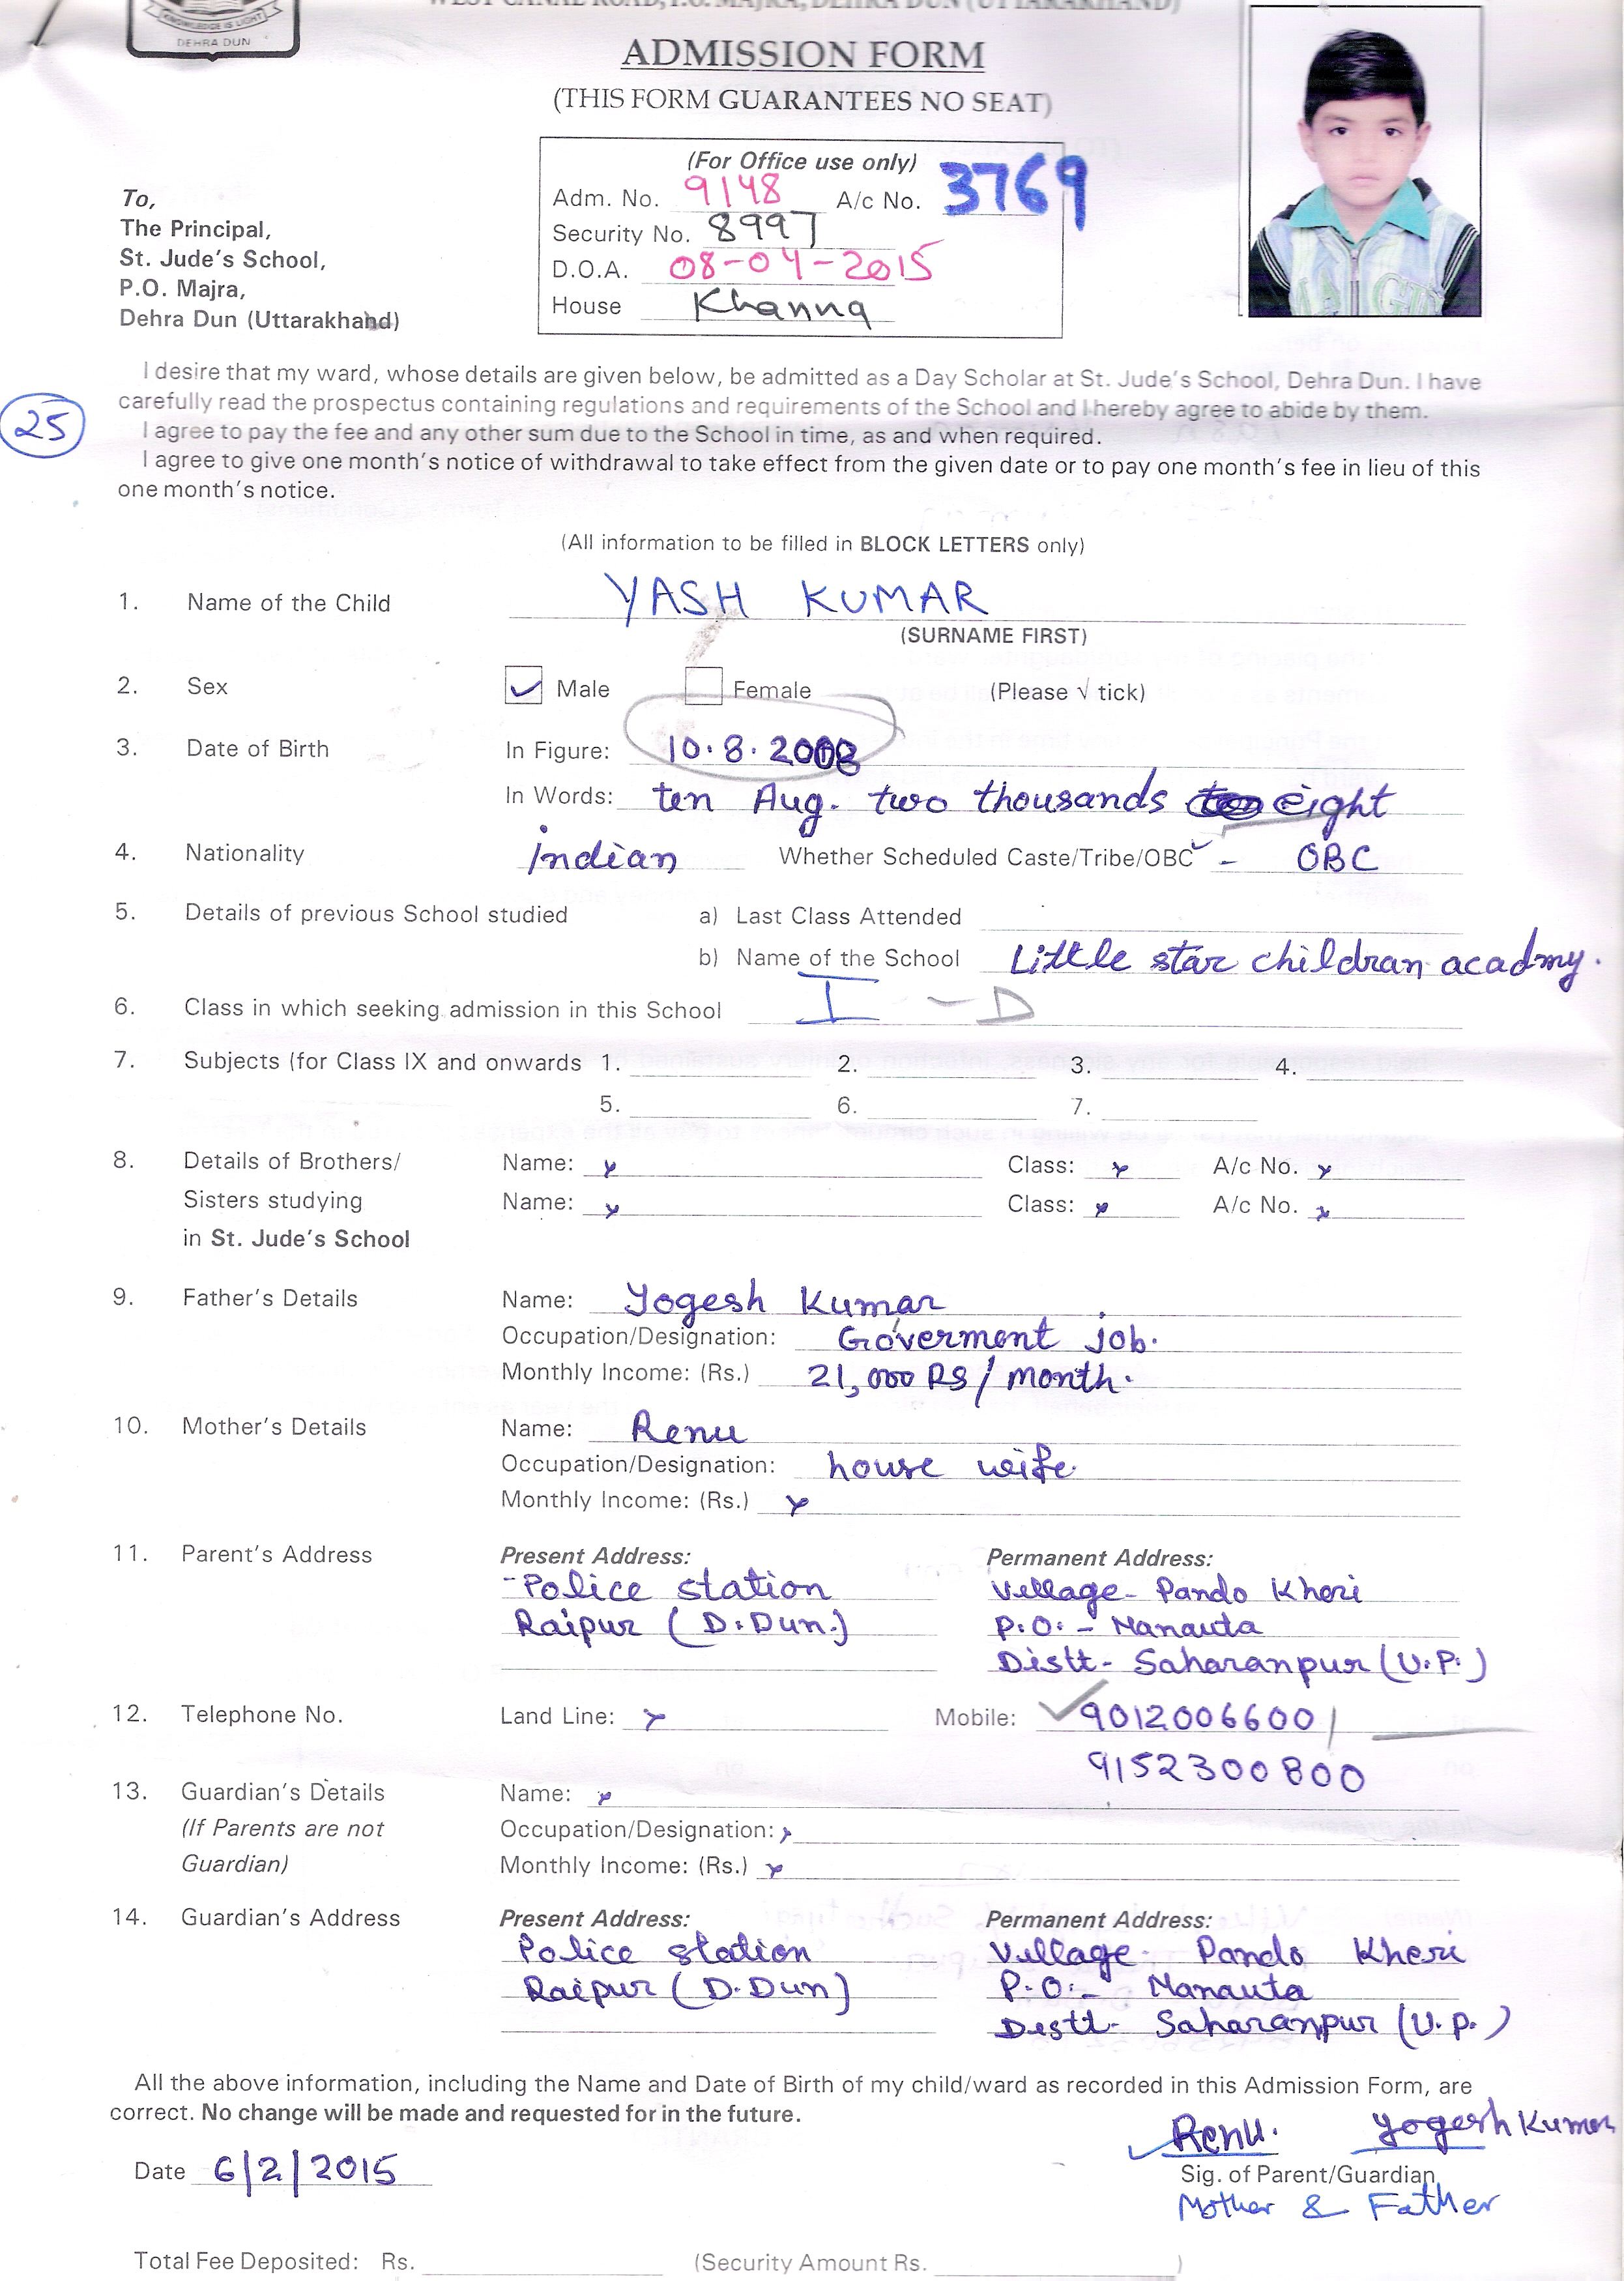 WEST CANAL ROAD, P.O. MAJRA, DEHRA DUN (UTTARAKHAND)
KNOWLEDGE IS LIGHT
DEHRA DUN
ADMISSION FORM
(THIS FORM GUARANTEES NO SEAT)
(For Office use only)
Adm. No. 9148 A/c No. 3769
Security No. 8997
D.O.A. 08-04-2015
House Khanna
To,
The Principal,
St. Jude's School,
P.O. Majra,
Dehra Dun (Uttarakhand)
I desire that my ward, whose details are given below, be admitted as a Day Scholar at St. Jude's School, Dehra Dun. I have
carefully read the prospectus containing regulations and requirements of the School and I hereby agree to abide by them.
25
I agree to pay the fee and any other sum due to the School in time, as and when required.
I agree to give one month's notice of withdrawal to take effect from the given date or to pay one month's fee in lieu of this
one month's notice.
(All information to be filled in BLOCK LETTERS only)
1. Name of the Child YASH KUMAR
(SURNAME FIRST)
2. Sex Male Female (Please √ tick)
3. Date of Birth In Figure: 10.8.2008
In Words: ten Aug. two thousands eight
4. Nationality indian Whether Scheduled Caste/Tribe/OBC - OBC
5. Details of previous School studied a) Last Class Attended
b) Name of the School Little star childran acadmy.
6. Class in which seeking admission in this School I - D
7. Subjects (for Class IX and onwards 1. 2. 3. 4.
5. 6. 7.
8. Details of Brothers/ Name: x Class: x A/c No. x
Sisters studying Name: x Class: x A/c No. x
in St. Jude's School
9. Father's Details Name: Yogesh Kumar
Occupation/Designation: Goverment job.
Monthly Income: (Rs.) 21,000 RS/month.
10. Mother's Details Name: Renu
Occupation/Designation: house wife.
Monthly Income: (Rs.) x
11. Parent's Address Present Address: Permanent Address:
Police station Village- Pando Kheri
Raipur (D.Dun.) P.O:- Nanauta
Distt- Saharanpur (U.P.)
12. Telephone No. Land Line: x Mobile: 9012006600/
9152300800
13. Guardian's Details Name: x
(If Parents are not Occupation/Designation: x
Guardian) Monthly Income: (Rs.) x
14. Guardian's Address Present Address: Permanent Address:
Police station Village- Pando Kheri
Raipur (D.Dun) P.O:- Nanauta
Distt- Saharanpur (U.P.)
All the above information, including the Name and Date of Birth of my child/ward as recorded in this Admission Form, are
correct. No change will be made and requested for in the future.
Renu. Yogesh Kumar
Date 6/2/2015 Sig. of Parent/Guardian
Mother & Father
Total Fee Deposited: Rs. (Security Amount Rs. )